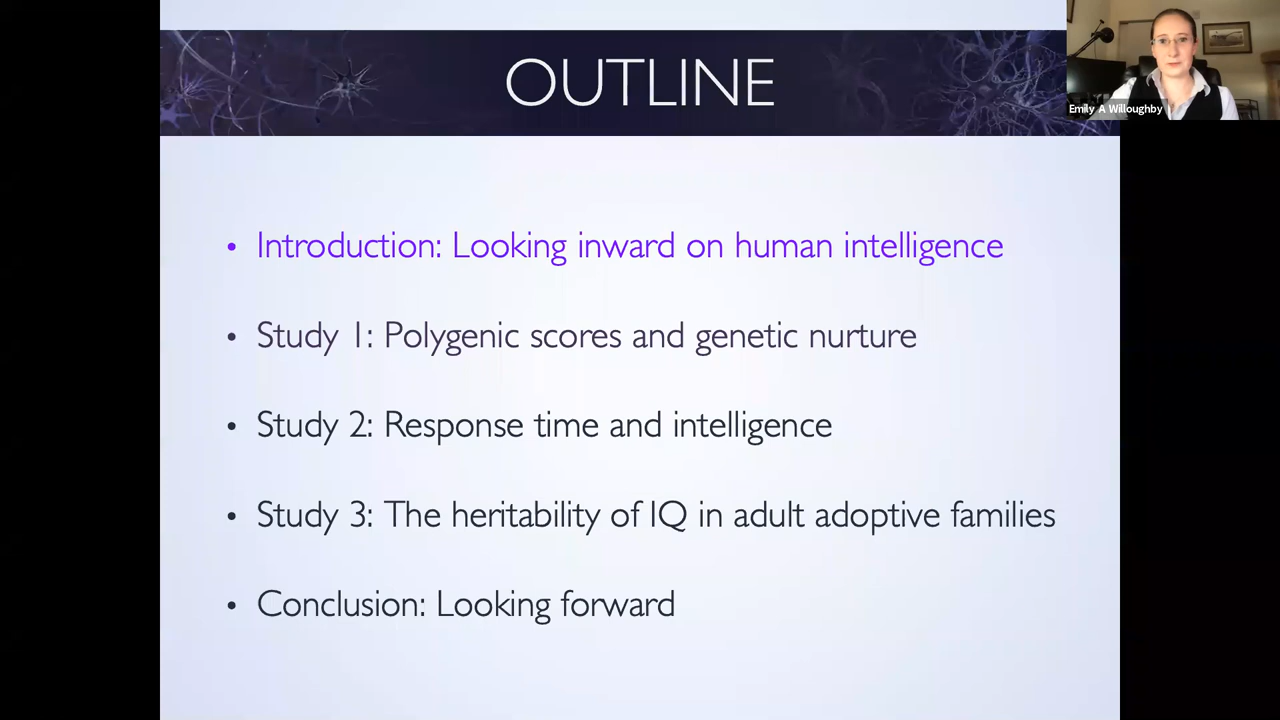 OUTLINE
Emily A Willoughby
• Introduction: Looking inward on human intelligence
• Study 1: Polygenic scores and genetic nurture
• Study 2: Response time and intelligence
• Study 3: The heritability of IQ in adult adoptive families
• Conclusion: Looking forward